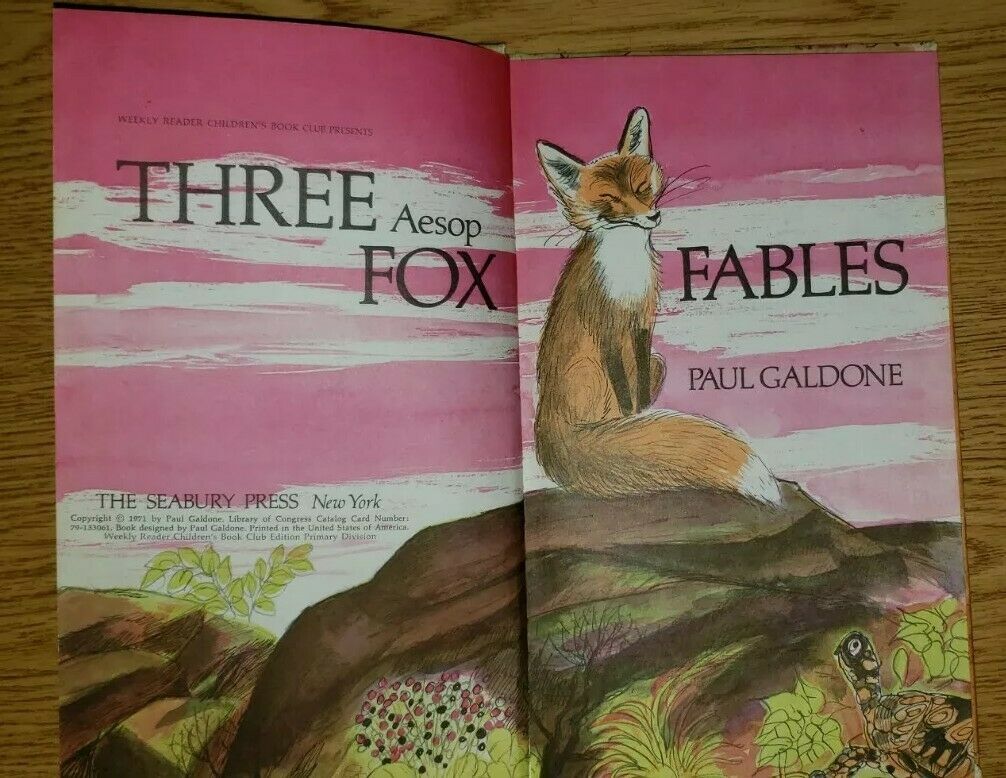 WEEKLY READER CHILDREN'S BOOK CLUB PRESENTS
THREE Aesop
FOX FABLES
PAUL GALDONE
THE SEABURY PRESS New York
Copyright © 1971 by Paul Galdone. Library of Congress Catalog Card Number:
79-133061. Book designed by Paul Galdone. Printed in the United States of America.
Weekly Reader Children's Book Club Edition Primary Division